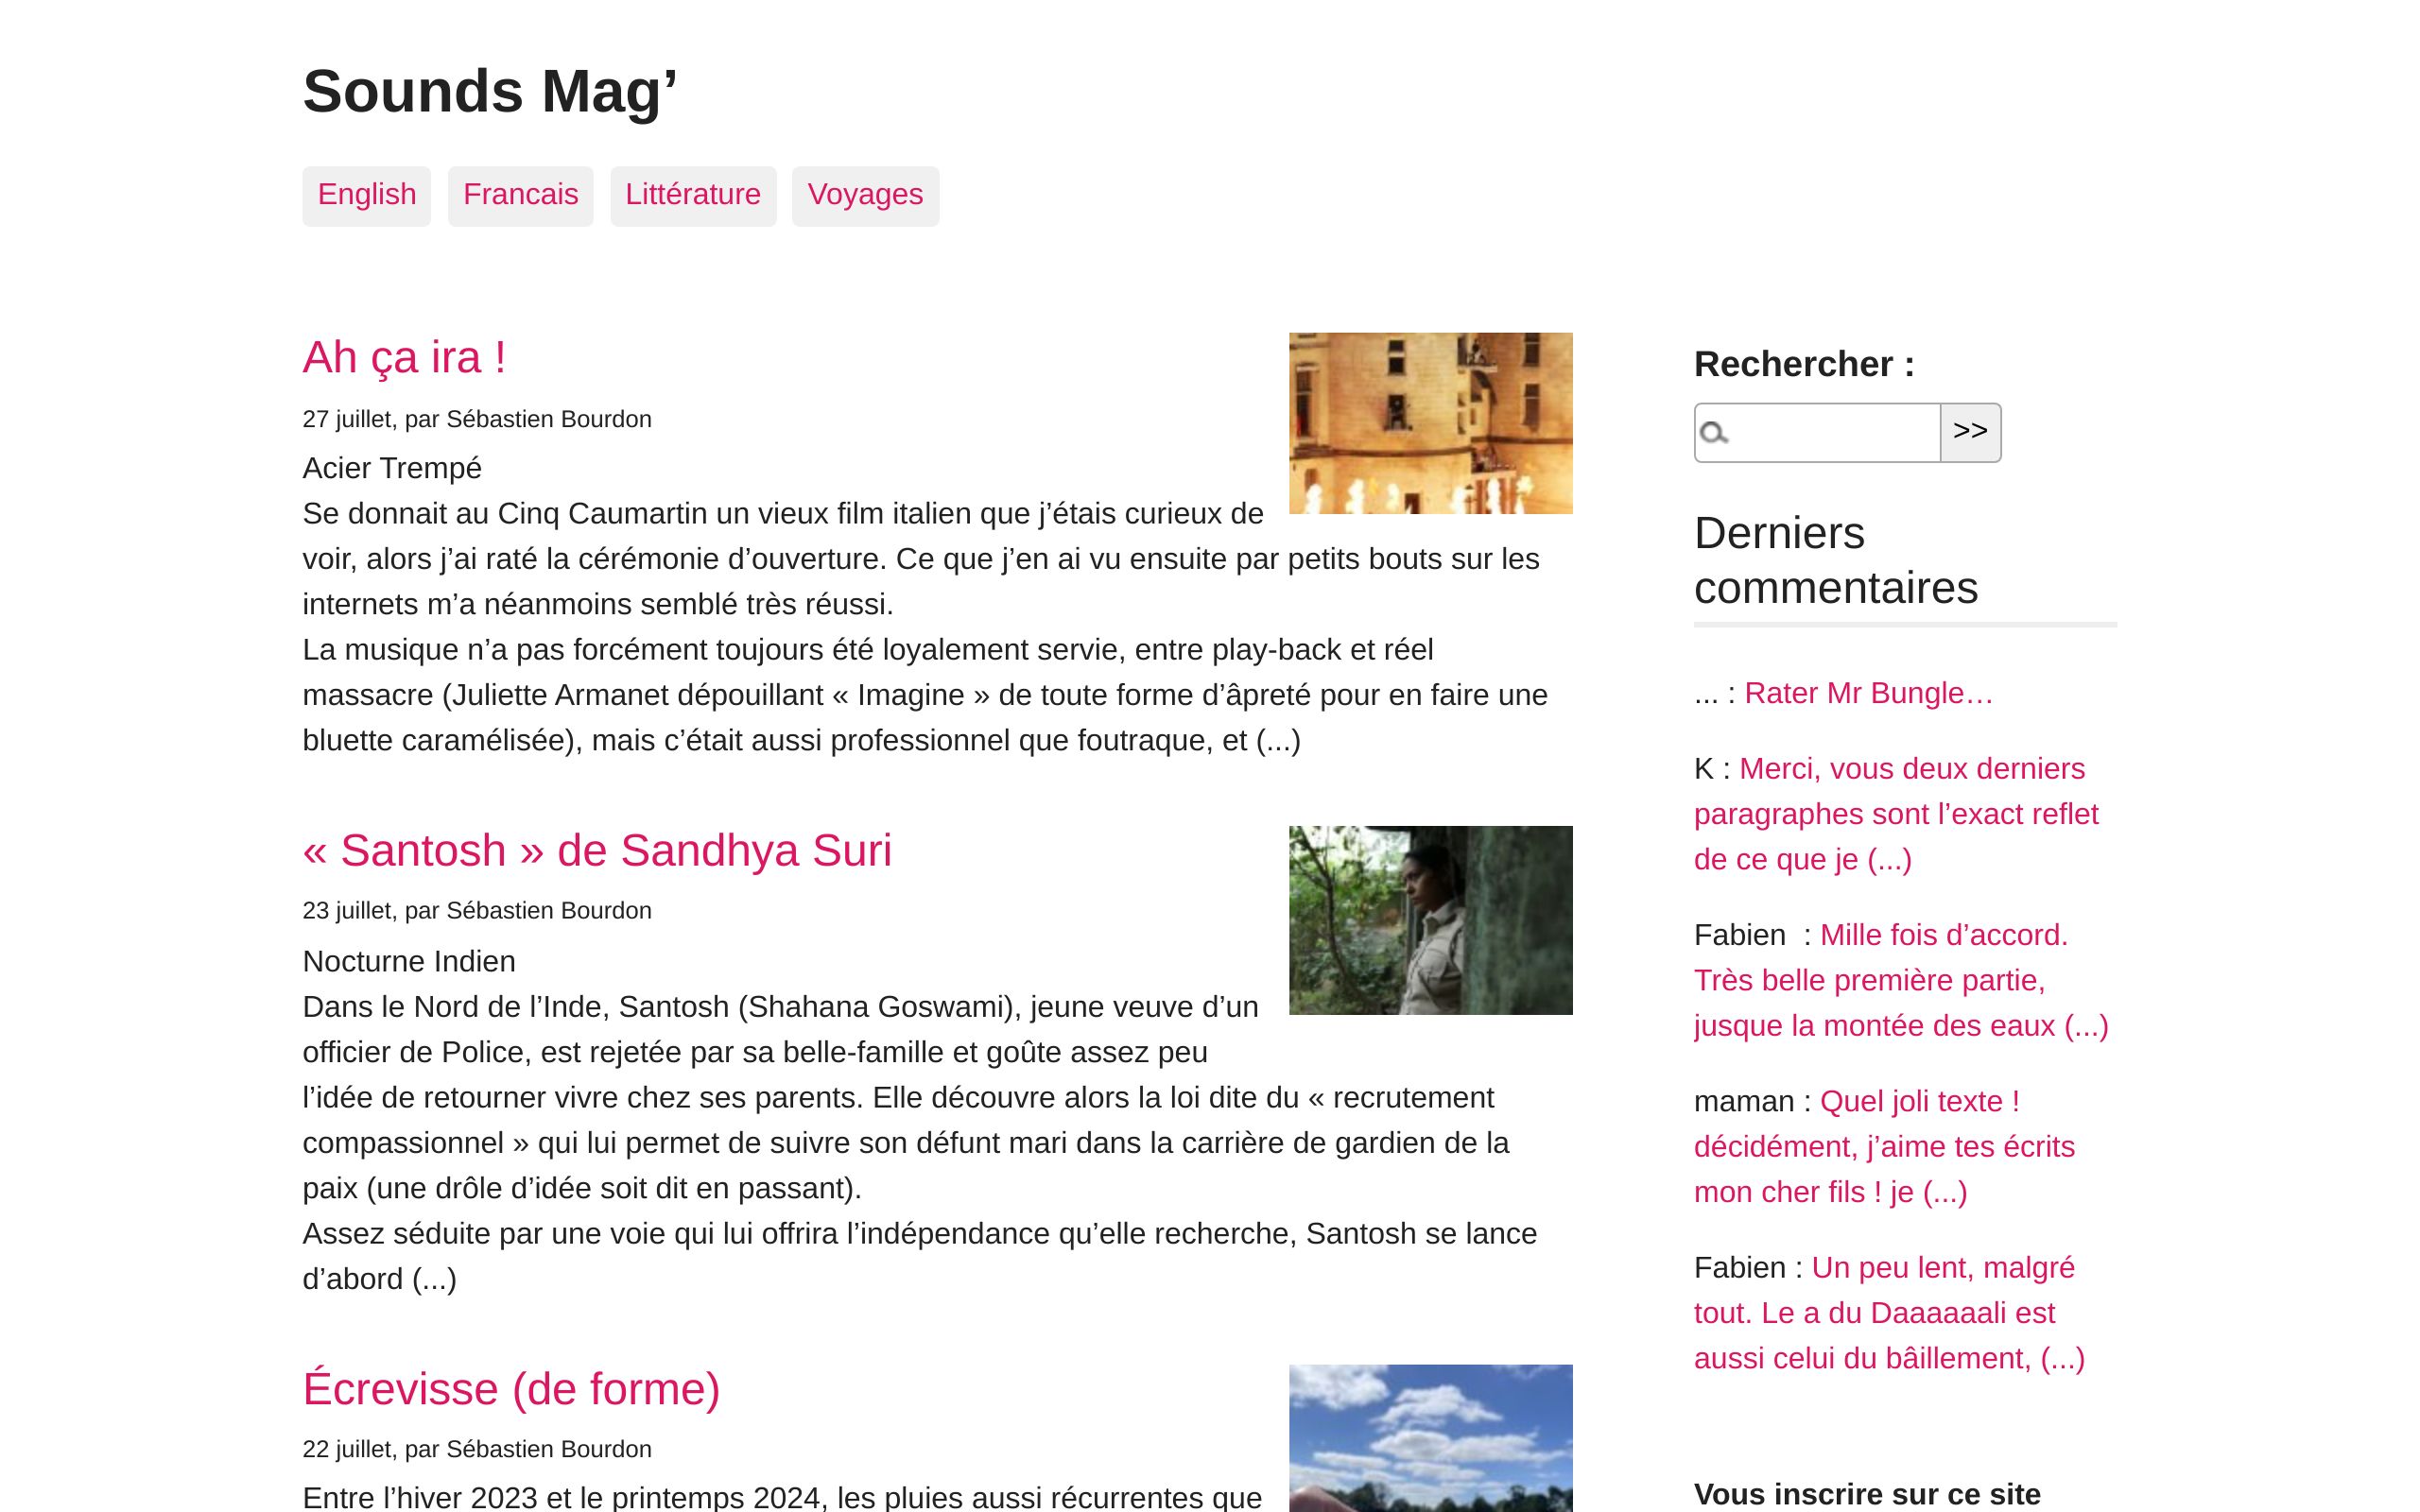 Sounds Mag’
English
Francais
Littérature
Voyages
Ah ça ira !
27 juillet, par Sébastien Bourdon
Acier Trempé
Se donnait au Cinq Caumartin un vieux film italien que j’étais curieux de
voir, alors j’ai raté la cérémonie d’ouverture. Ce que j’en ai vu ensuite par petits bouts sur les
internets m’a néanmoins semblé très réussi.
La musique n’a pas forcément toujours été loyalement servie, entre play-back et réel
massacre (Juliette Armanet dépouillant « Imagine » de toute forme d’âpreté pour en faire une
bluette caramélisée), mais c’était aussi professionnel que foutraque, et (...)
« Santosh » de Sandhya Suri
23 juillet, par Sébastien Bourdon
Nocturne Indien
Dans le Nord de l’Inde, Santosh (Shahana Goswami), jeune veuve d’un
officier de Police, est rejetée par sa belle-famille et goûte assez peu
l’idée de retourner vivre chez ses parents. Elle découvre alors la loi dite du « recrutement
compassionnel » qui lui permet de suivre son défunt mari dans la carrière de gardien de la
paix (une drôle d’idée soit dit en passant).
Assez séduite par une voie qui lui offrira l’indépendance qu’elle recherche, Santosh se lance
d’abord (...)
Écrevisse (de forme)
22 juillet, par Sébastien Bourdon
Entre l’hiver 2023 et le printemps 2024, les pluies aussi récurrentes que
Rechercher :
>>
Derniers
commentaires
... : Rater Mr Bungle…
K : Merci, vous deux derniers
paragraphes sont l’exact reflet
de ce que je (...)
Fabien  : Mille fois d’accord.
Très belle première partie,
jusque la montée des eaux (...)
maman : Quel joli texte !
décidément, j’aime tes écrits
mon cher fils ! je (...)
Fabien : Un peu lent, malgré
tout. Le a du Daaaaaali est
aussi celui du bâillement, (...)
Vous inscrire sur ce site